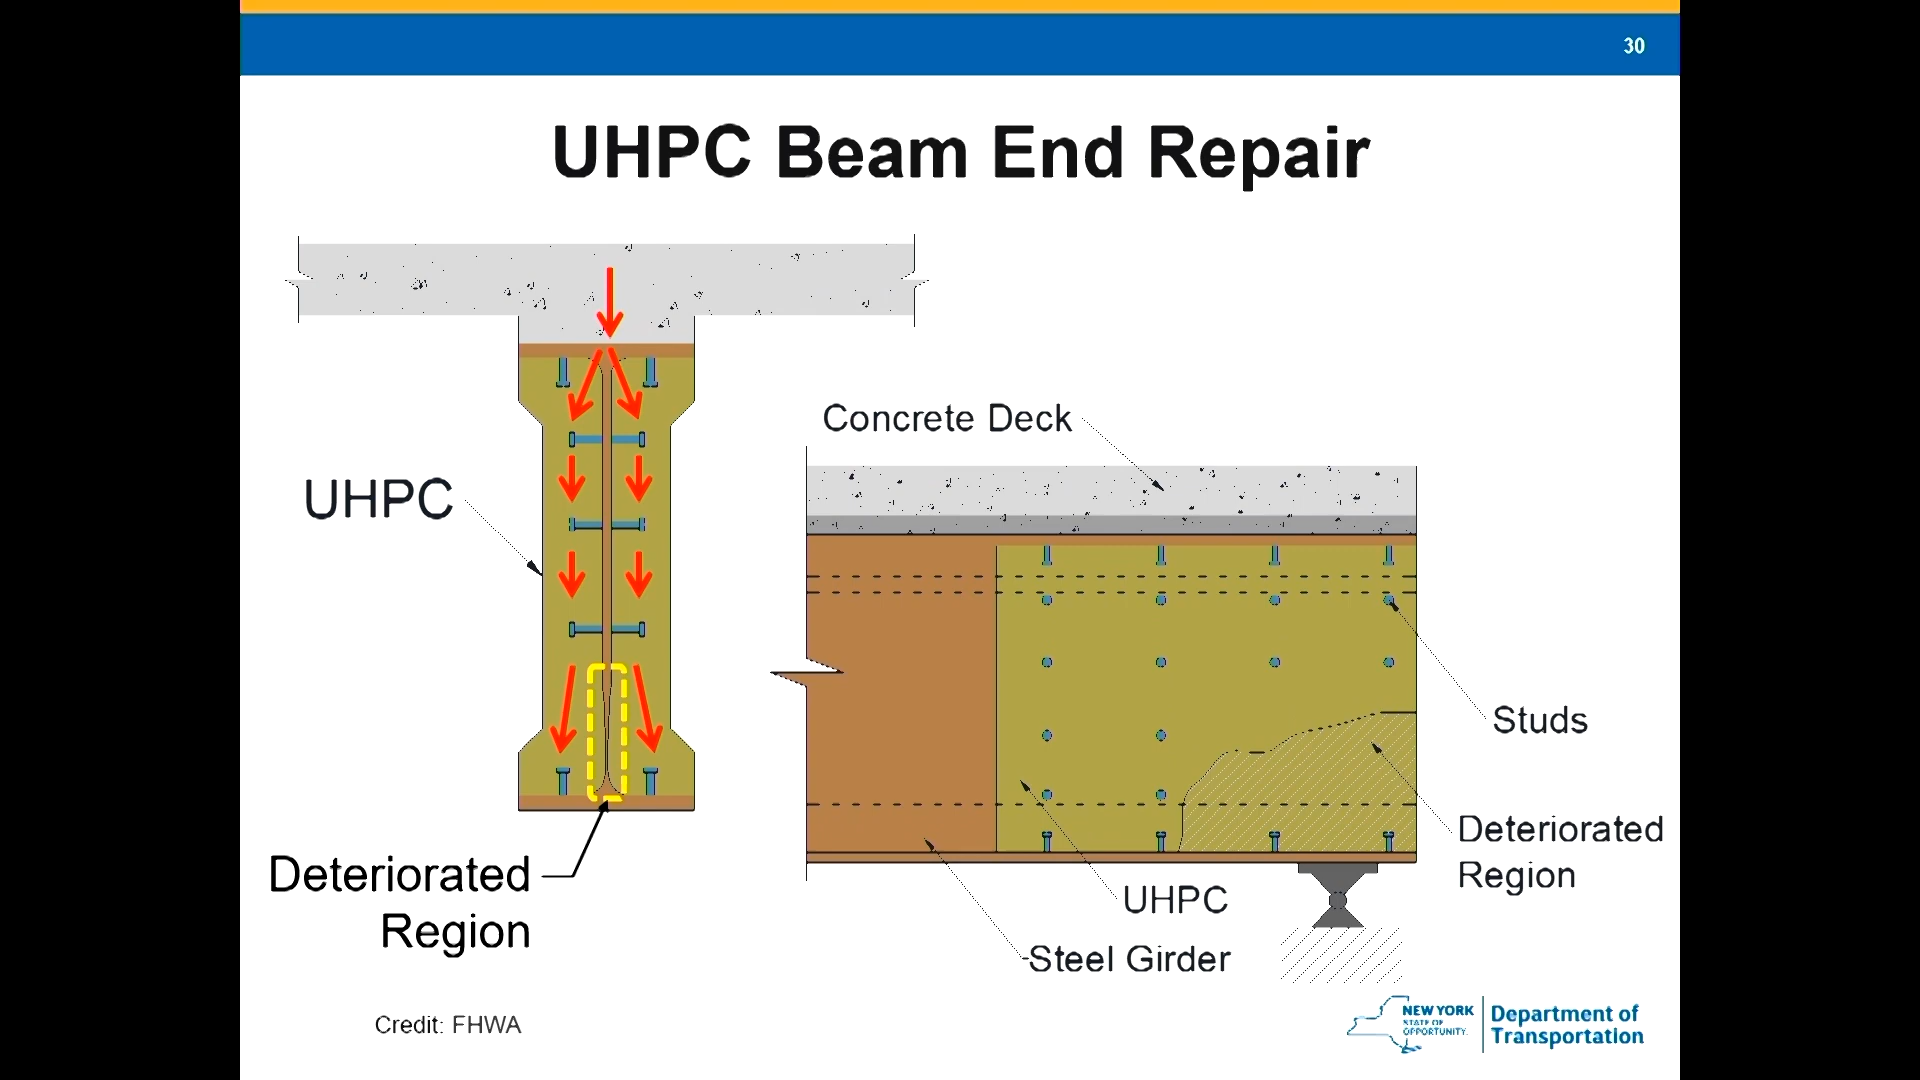 30
UHPC Beam End Repair
Concrete Deck
UHPC
Studs
Deteriorated
Region
Deteriorated
Region
UHPC
Steel Girder
Credit: FHWA
NEW YORK
STATE OF
OPPORTUNITY.
Department of
Transportation